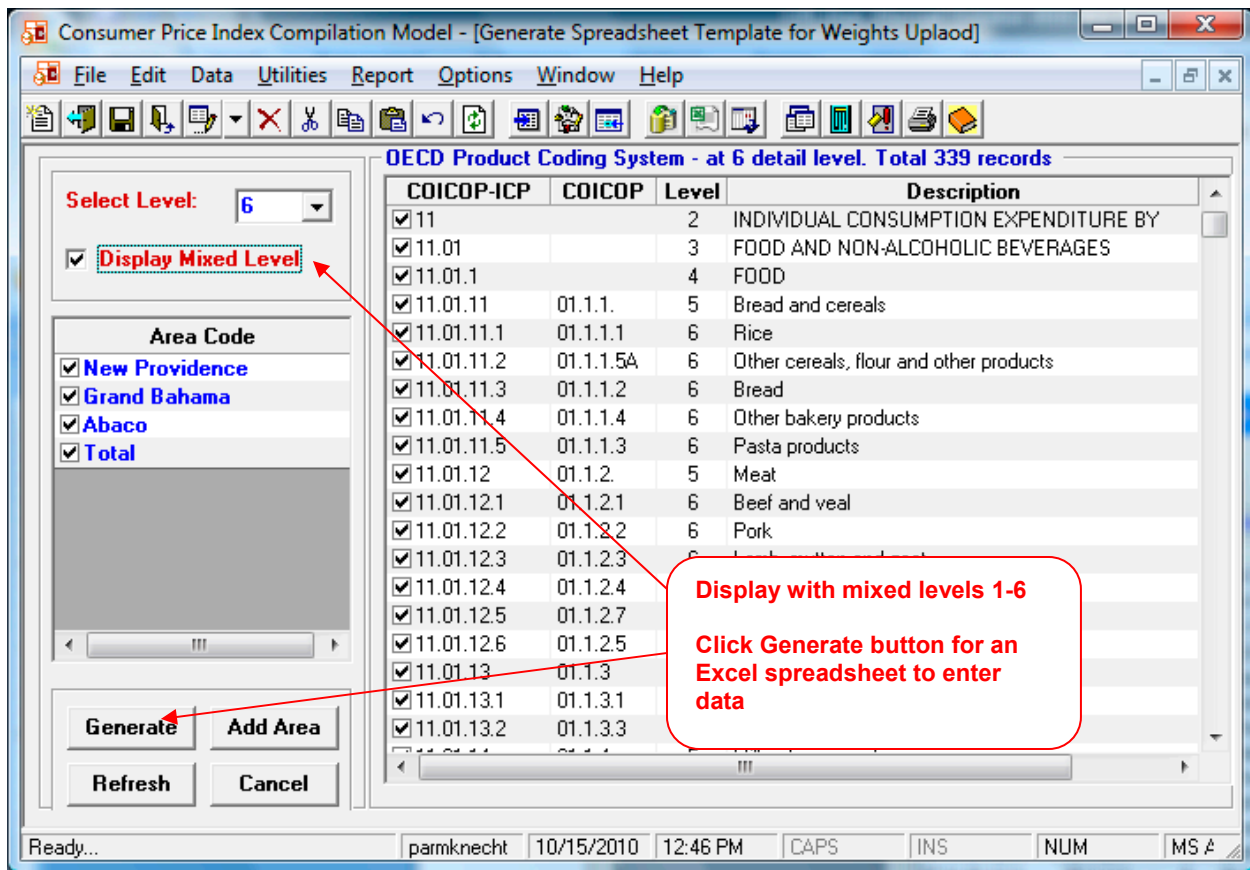 Consumer Price Index Compilation Model - [Generate Spreadsheet Template for Weights Uplaod]
File Edit Data Utilities Report Options Window Help
Select Level: 6
Display Mixed Level
Area Code
New Providence
Grand Bahama
Abaco
Total
Generate Add Area
Refresh Cancel
OECD Product Coding System - at 6 detail level. Total 339 records
COICOP-ICP COICOP Level Description
11 2 INDIVIDUAL CONSUMPTION EXPENDITURE BY
11.01 3 FOOD AND NON-ALCOHOLIC BEVERAGES
11.01.1 4 FOOD
11.01.11 01.1.1. 5 Bread and cereals
11.01.11.1 01.1.1.1 6 Rice
11.01.11.2 01.1.1.5A 6 Other cereals, flour and other products
11.01.11.3 01.1.1.2 6 Bread
11.01.11.4 01.1.1.4 6 Other bakery products
11.01.11.5 01.1.1.3 6 Pasta products
11.01.12 01.1.2. 5 Meat
11.01.12.1 01.1.2.1 6 Beef and veal
11.01.12.2 01.1.2.2 6 Pork
11.01.12.3 01.1.2.3
11.01.12.4 01.1.2.4
11.01.12.5 01.1.2.7
11.01.12.6 01.1.2.5
11.01.13 01.1.3
11.01.13.1 01.1.3.1
11.01.13.2 01.1.3.3
Display with mixed levels 1-6
Click Generate button for an
Excel spreadsheet to enter
data
Ready... parmknecht 10/15/2010 12:46 PM CAPS INS NUM MS A